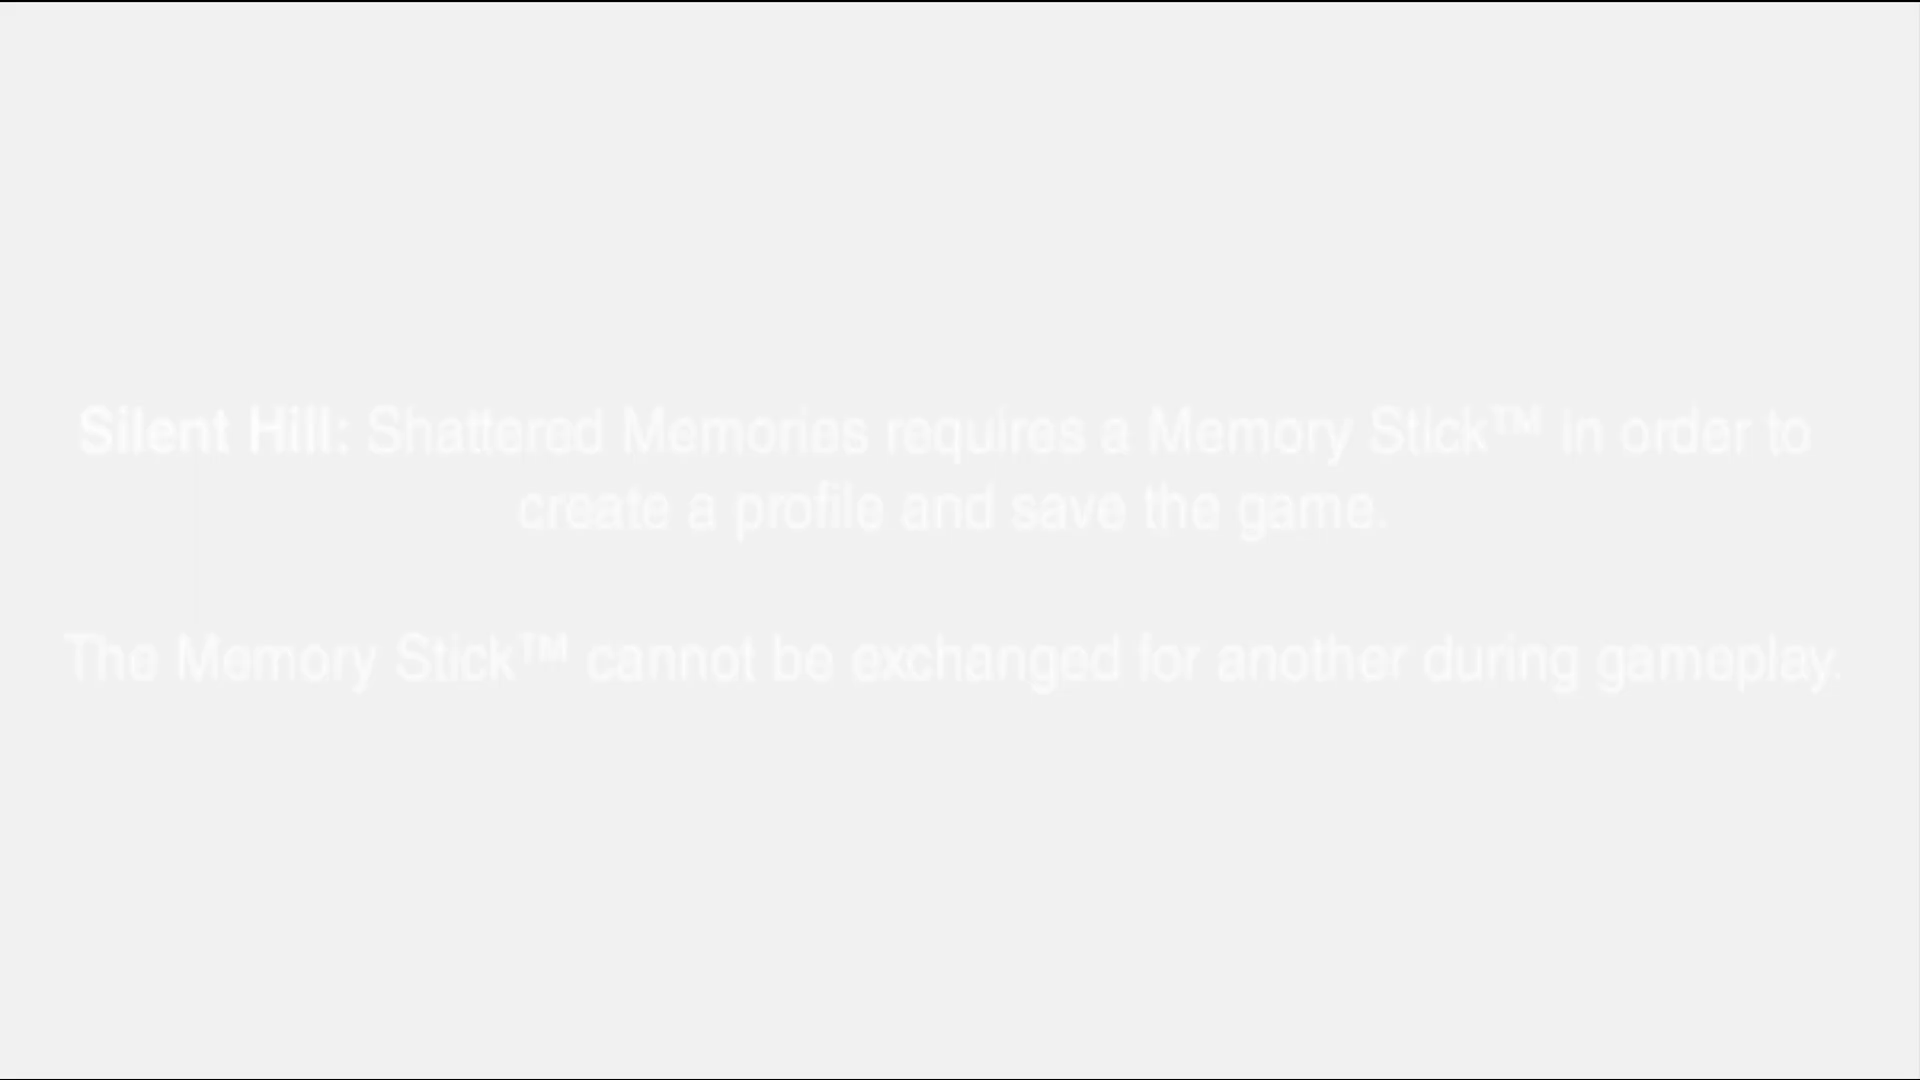 Silent Hill: Shattered Memories requires a Memory Stick™ in order to
create a profile and save the game.
The Memory Stick™ cannot be exchanged for another during gameplay.